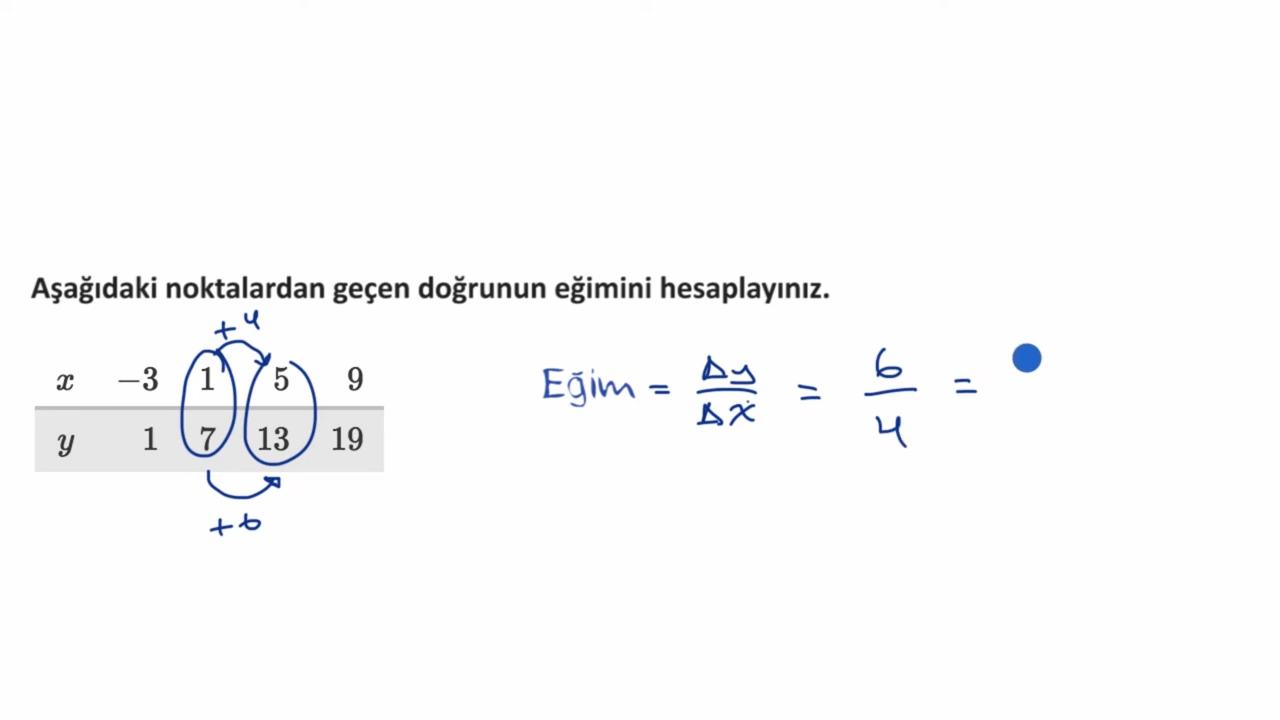 Aşağıdaki noktalardan geçen doğrunun eğimini hesaplayınız.
+4
x −3 1 5 9
y 1 7 13 19
+6
Eğim = Δy/Δx = 6/4 =